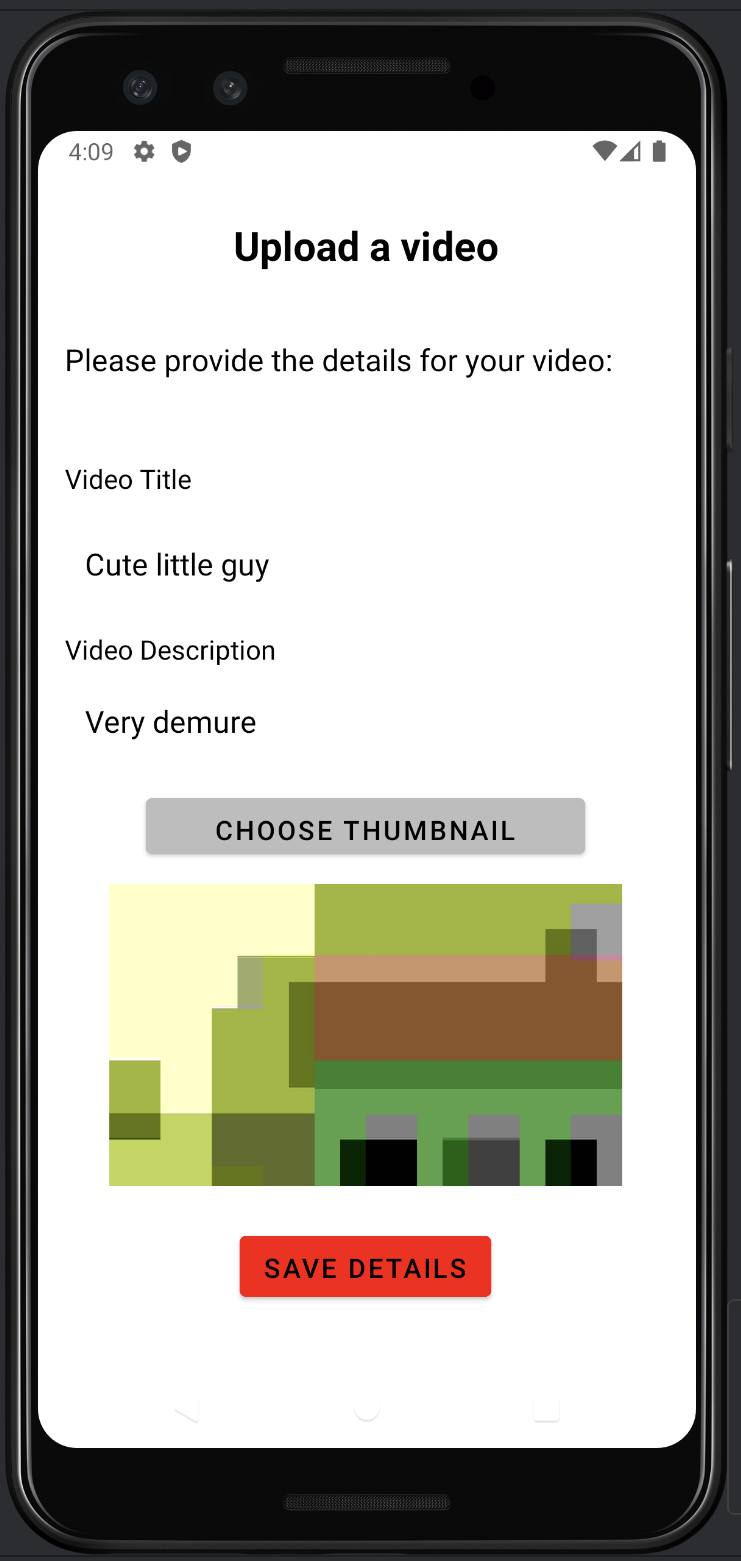 4:09
Upload a video
Please provide the details for your video:
Video Title
Cute little guy
Video Description
Very demure
CHOOSE THUMBNAIL
SAVE DETAILS